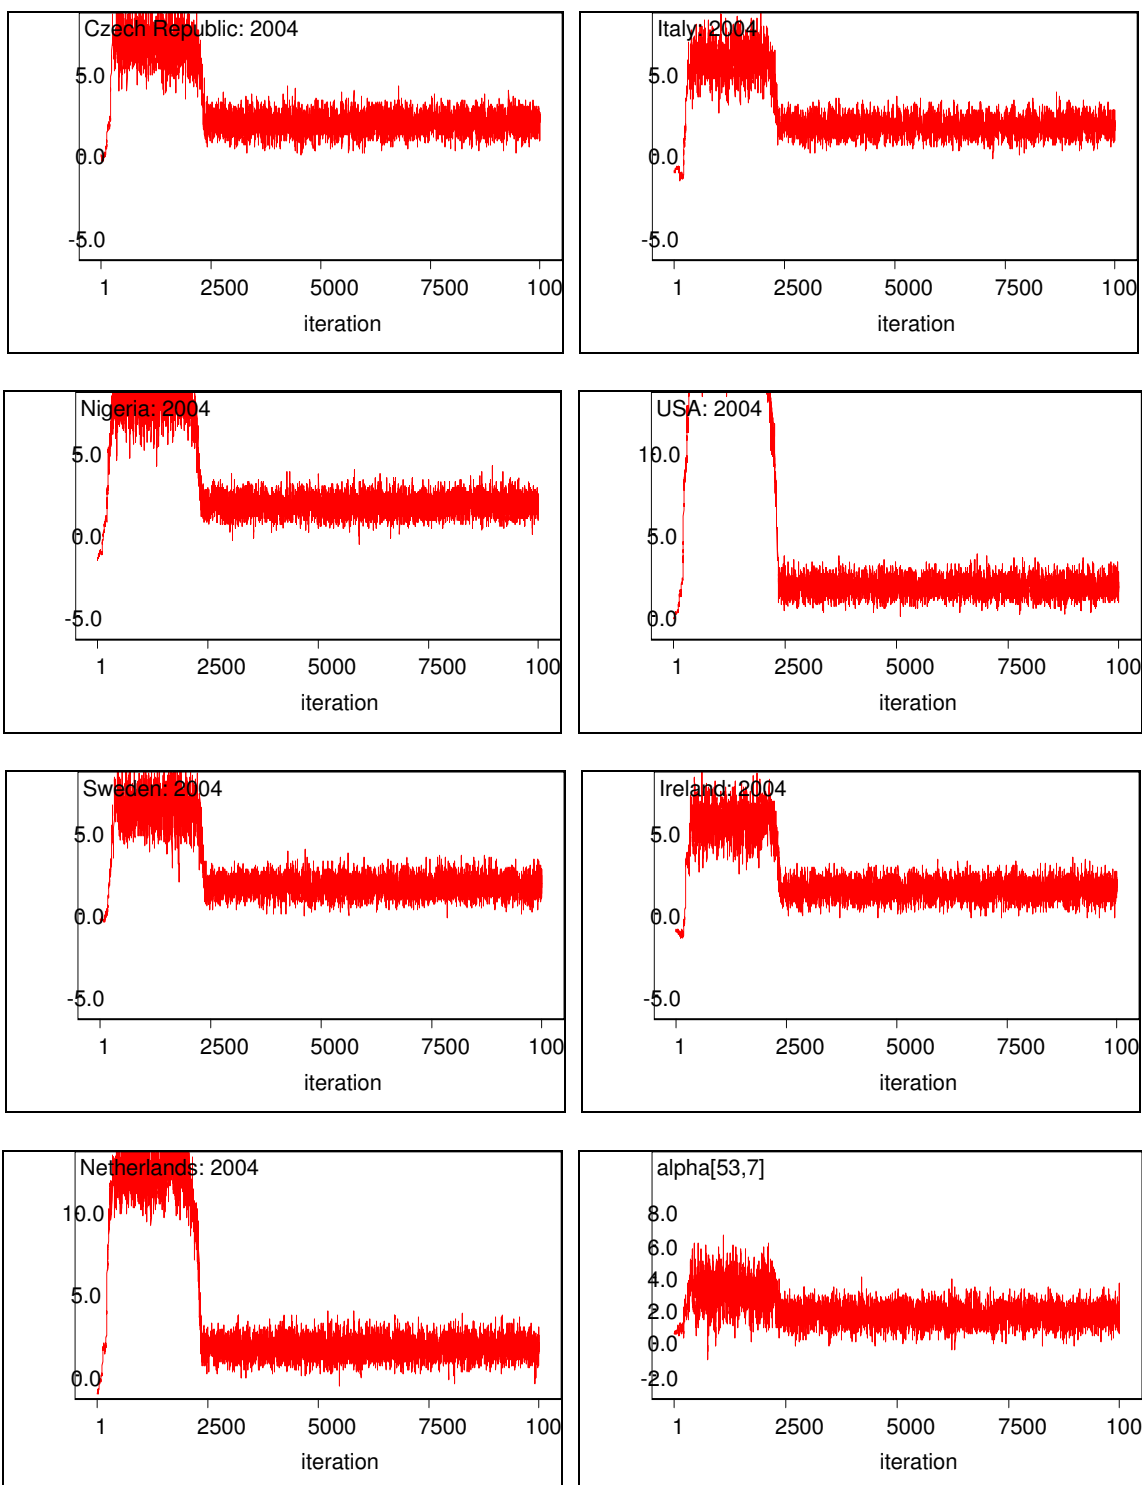 Czech Republic: 2004
5.0
0.0
-5.0
1 2500 5000 7500 100
iteration
Italy: 2004
5.0
0.0
-5.0
1 2500 5000 7500 100
iteration
Nigeria: 2004
5.0
0.0
-5.0
1 2500 5000 7500 100
iteration
USA: 2004
10.0
5.0
0.0
1 2500 5000 7500 100
iteration
Sweden: 2004
5.0
0.0
-5.0
1 2500 5000 7500 100
iteration
Ireland: 2004
5.0
0.0
-5.0
1 2500 5000 7500 100
iteration
Netherlands: 2004
10.0
5.0
0.0
1 2500 5000 7500 100
iteration
alpha[53,7]
8.0
6.0
4.0
2.0
0.0
-2.0
1 2500 5000 7500 100
iteration